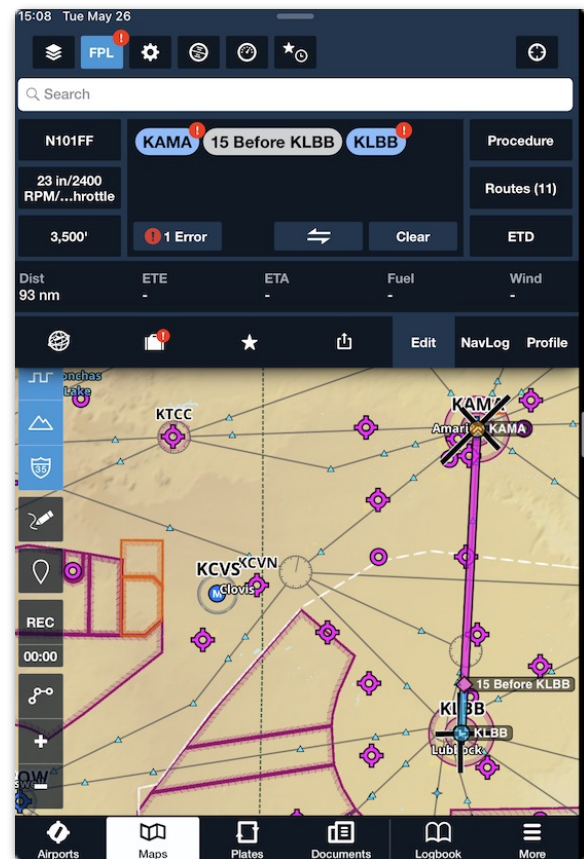 15:08 Tue May 26
FPL
Search
N101FF
KAMA 15 Before KLBB KLBB
Procedure
23 in/2400
RPM/...hrottle
Routes (11)
3,500'
1 Error
Clear
ETD
Dist
93 nm
ETE
-
ETA
-
Fuel
-
Wind
-
Edit
NavLog
Profile
onchas
Lake
KTCC
KAMA
Amari
KAMA
35
KCVS
KCVN
Clovis
M
REC
00:00
15 Before KLBB
KLBB
KLBB
Lubbock
Airports
Maps
Plates
Documents
Logbook
More